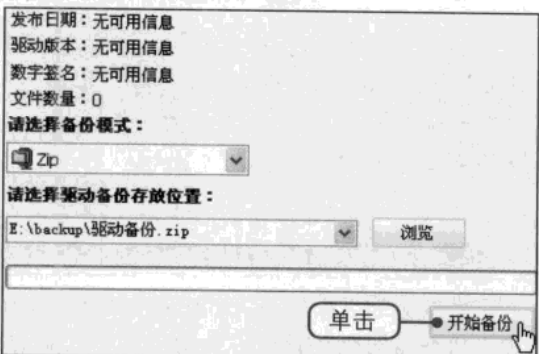 发布日期：无可用信息
驱动版本：无可用信息
数字签名：无可用信息
文件数量：0
请选择备份模式：
Zip
请选择驱动备份存放位置：
E:\backup\驱动备份.zip 浏览
单击 开始备份